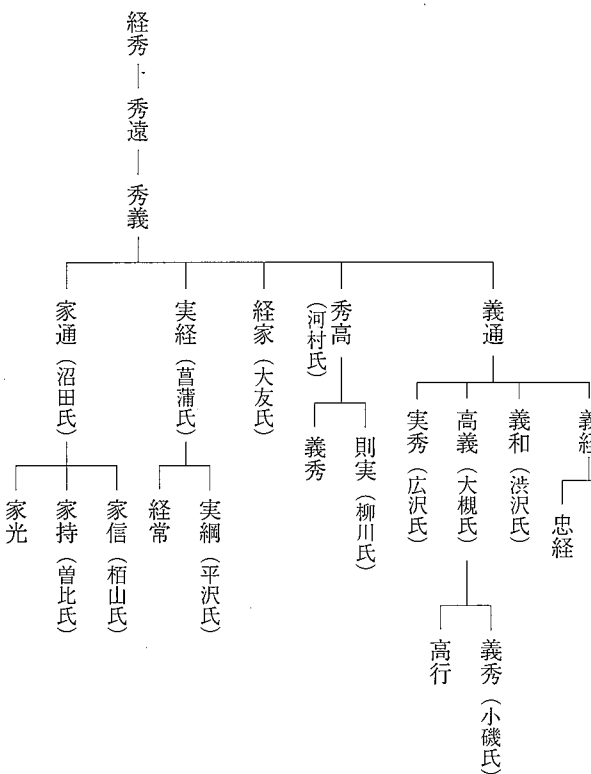 経秀
秀遠
秀義
義通
秀高(河村氏)
経家(大友氏)
実経(菖蒲氏)
家通(沼田氏)
義経
義和(渋沢氏)
高義(大槻氏)
実秀(広沢氏)
則実(柳川氏)
義秀
実綱(平沢氏)
経常
家信(栢山氏)
家持(曽比氏)
家光
忠経
義秀(小磯氏)
高行